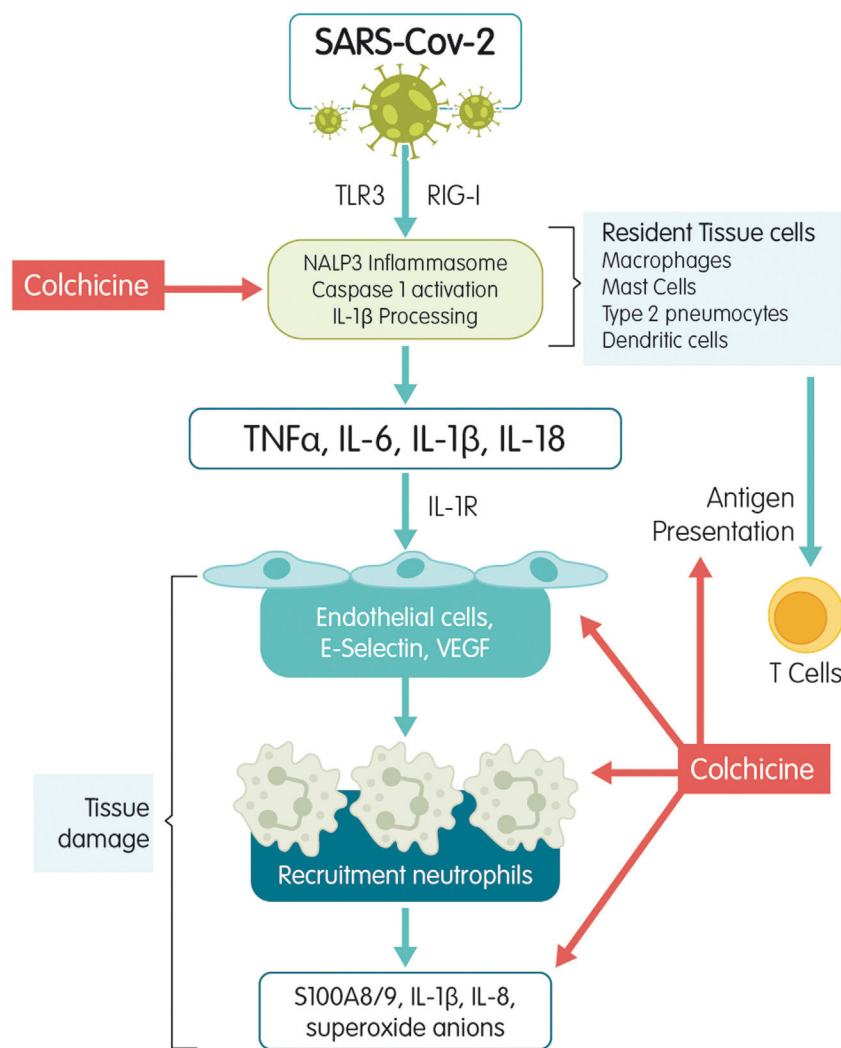 SARS-Cov-2
TLR3
RIG-I
Colchicine
NALP3 Inflammasome
Caspase 1 activation
IL-1β Processing
Resident Tissue cells
Macrophages
Mast Cells
Type 2 pneumocytes
Dendritic cells
TNFα, IL-6, IL-1β, IL-18
IL-1R
Antigen
Presentation
Endothelial cells,
E-Selectin, VEGF
T Cells
Colchicine
Tissue
damage
Recruitment neutrophils
S100A8/9, IL-1β, IL-8,
superoxide anions